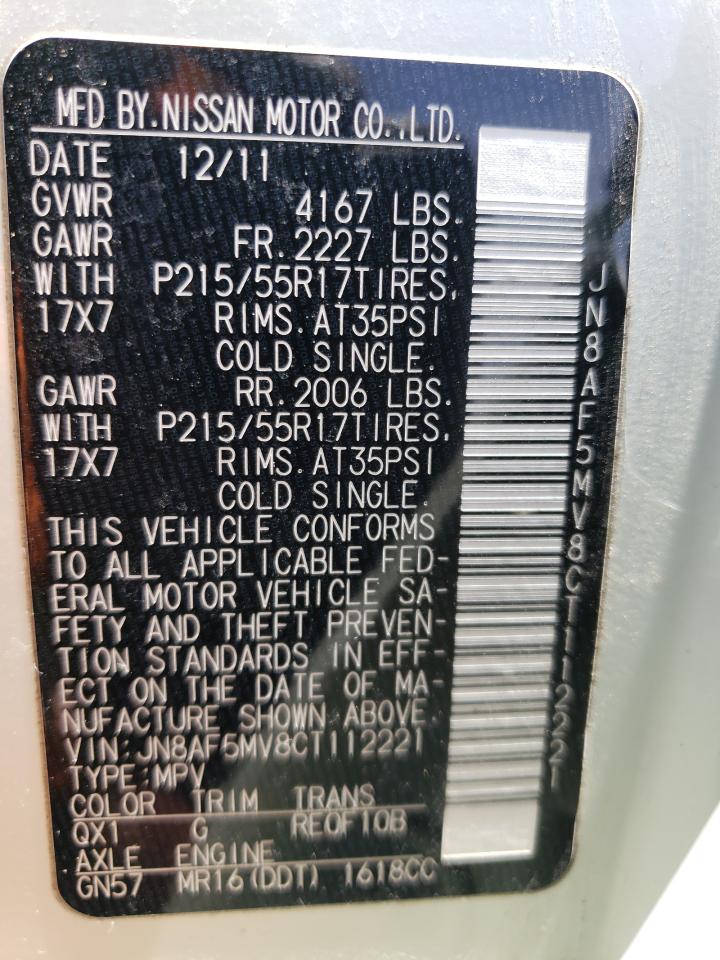 MFD BY.NISSAN MOTOR CO.,LTD.
DATE 12/11
GVWR 4167 LBS.
GAWR FR.2227 LBS.
WITH P215/55R17TIRES,
17X7 RIMS.AT35PSI
COLD SINGLE.
GAWR RR.2006 LBS.
WITH P215/55R17TIRES,
17X7 RIMS.AT35PSI
COLD SINGLE.
THIS VEHICLE CONFORMS
TO ALL APPLICABLE FED-
ERAL MOTOR VEHICLE SA-
FETY AND THEFT PREVEN-
TION STANDARDS IN EFF-
ECT ON THE DATE OF MA-
NUFACTURE SHOWN ABOVE.
VIN:JN8AF5MV8CT112221
TYPE:MPV
COLOR TRIM TRANS
QX1 G RE0F10B
AXLE ENGINE
GN57 MR16(DDT) 1618CC
JN8AF5MV8CT112221